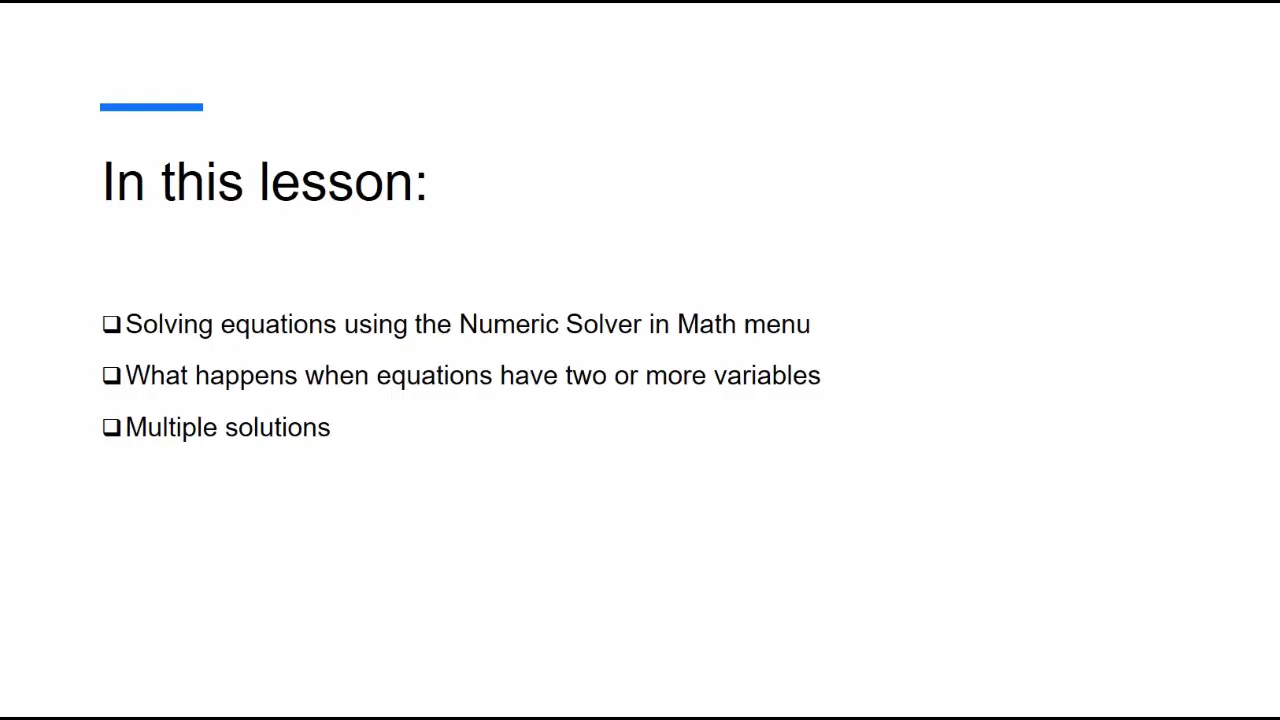 In this lesson:
❑Solving equations using the Numeric Solver in Math menu
❑What happens when equations have two or more variables
❑Multiple solutions